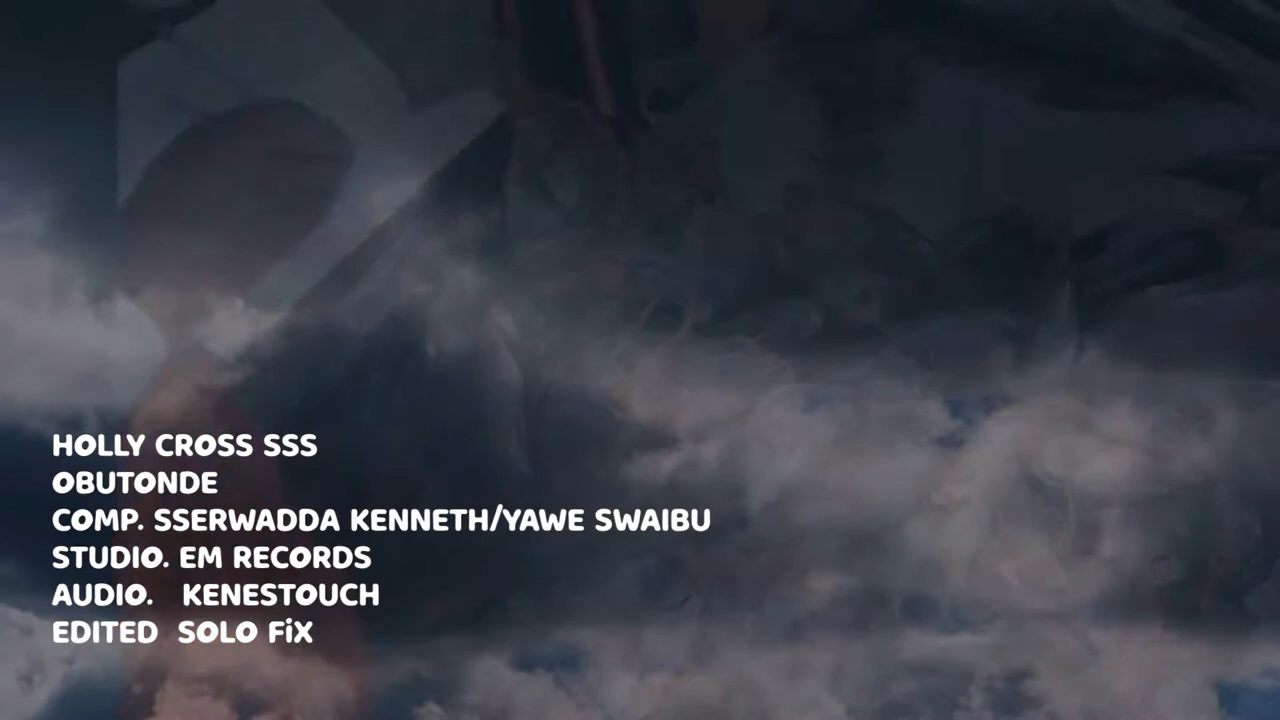 HOLLY CROSS SSS
OBUTONDE
COMP. SSERWADDA KENNETH/YAWE SWAIBU
STUDIO. EM RECORDS
AUDIO. KENESTOUCH
EDITED SOLO FiX